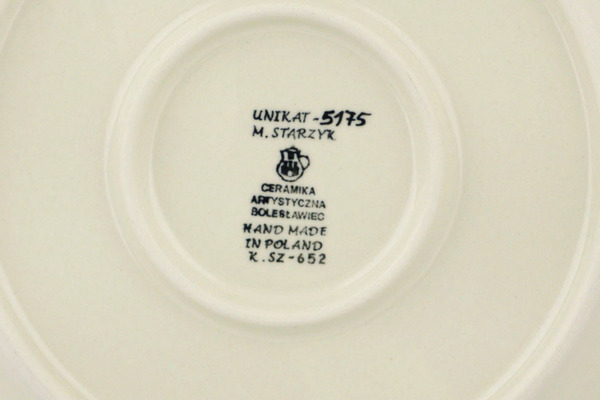 UNIKAT-5175
M. STARZYK
CERAMIKA
ARTYSTYCZNA
BOLESŁAWIEC
HAND MADE
IN POLAND
K. SZ-652